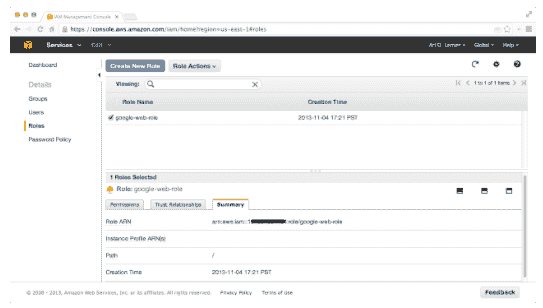 IAM Management Console
https://console.aws.amazon.com/iam/home?region=us-east-1#roles
Services Edit Global Help
Dashboard
Details
Groups
Users
Roles
Password Policy
Create New Role Role Actions
Viewing: 1 to 1 of 1 Items
Role Name Creation Time
google-web-role 2013-11-04 17:21 PST
1 Roles Selected
Role: google-web-role
Permissions Trust Relationships Summary
Role ARN arn:aws:iam::1 role/google-web-role
Instance Profile ARN(s)
Path /
Creation Time 2013-11-04 17:21 PST
© 2008 - 2013, Amazon Web Services, Inc. or its affiliates. All rights reserved. Privacy Policy Terms of Use Feedback